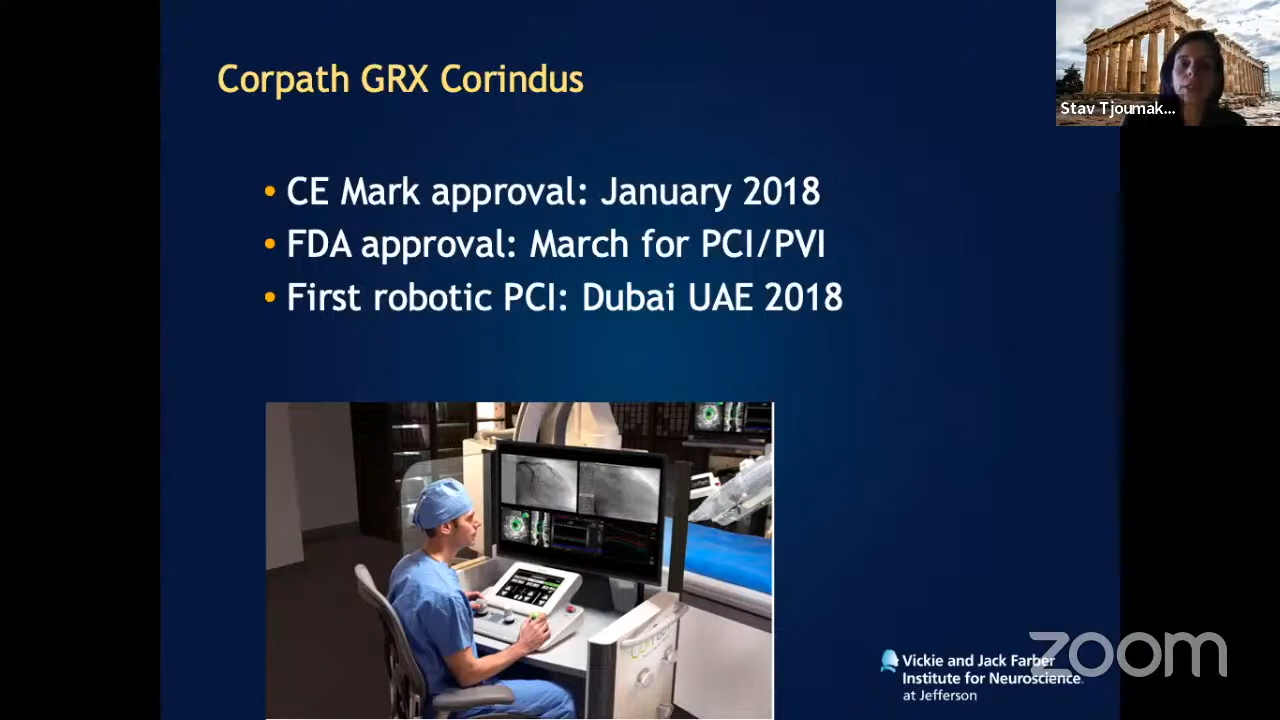 Corpath GRX Corindus
Stav Tjoumak...
• CE Mark approval: January 2018
• FDA approval: March for PCI/PVI
• First robotic PCI: Dubai UAE 2018
Vickie and Jack Farber
Institute for Neuroscience
at Jefferson
zoom